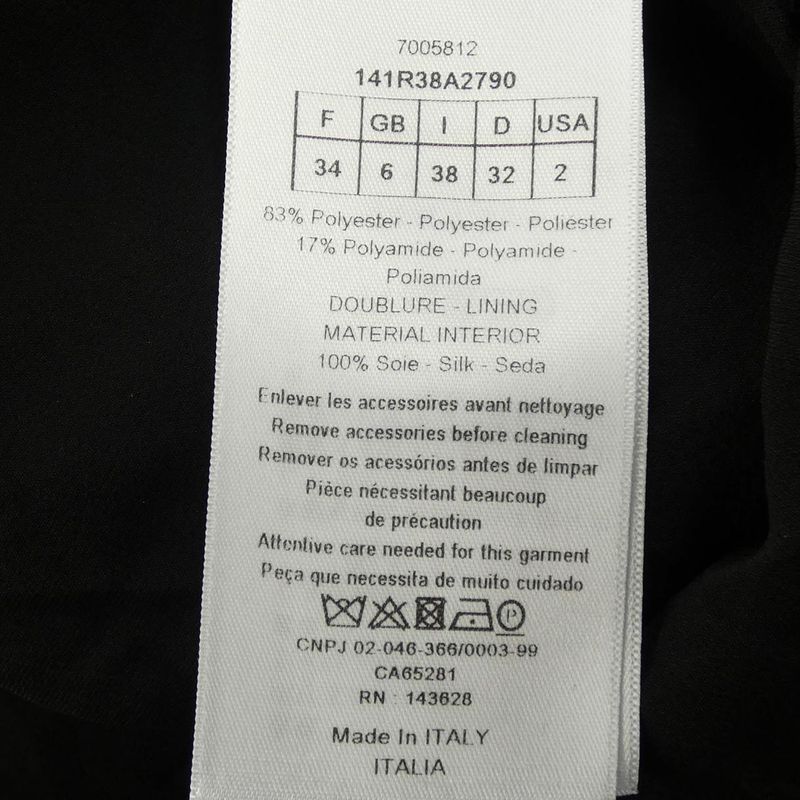 7005812
141R38A2790
F GB I D USA
34 6 38 32 2
83% Polyester - Polyester - Poliester
17% Polyamide - Polyamide -
Poliamida
DOUBLURE - LINING
MATERIAL INTERIOR
100% Soie - Silk - Seda
Enlever les accessoires avant nettoyage
Remove accessories before cleaning
Remover os acessórios antes de limpar
Pièce nécessitant beaucoup
de précaution
Attentive care needed for this garment
Peça que necessita de muito cuidado
P
CNPJ 02-046-366/0003-99
CA65281
RN : 143628
Made In ITALY
ITALIA